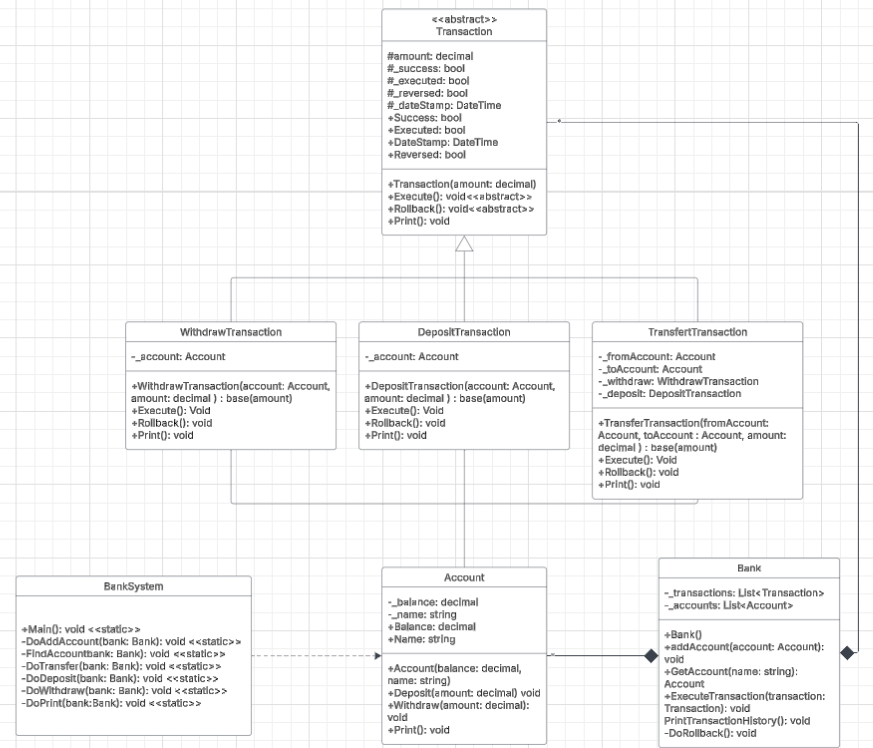 <<abstract>>
Transaction
#amount: decimal
#_success: bool
#_executed: bool
#_reversed: bool
#_dateStamp: DateTime
+Success: bool
+Executed: bool
+DateStamp: DateTime
+Reversed: bool
+Transaction(amount: decimal)
+Execute(): void<<abstract>>
+Rollback(): void<<abstract>>
+Print(): void
WithdrawTransaction
-_account: Account
+WithdrawTransaction(account: Account,
amount: decimal ) : base(amount)
+Execute(): Void
+Rollback(): void
+Print(): void
DepositTransaction
-_account: Account
+DepositTransaction(account: Account,
amount: decimal ) : base(amount)
+Execute(): Void
+Rollback(): void
+Print(): void
TransfertTransaction
-_fromAccount: Account
-_toAccount: Account
-_withdraw: WithdrawTransaction
-_deposit: DepositTransaction
+TransferTransaction(fromAccount:
Account, toAccount : Account, amount:
decimal ) : base(amount)
+Execute(): Void
+Rollback(): void
+Print(): void
BankSystem
+Main(): void <<static>>
-DoAddAccount(bank: Bank): void <<static>>
-FindAccountbank: Bank): void <<static>>
-DoTransfer(bank: Bank): void <<static>>
-DoDeposit(bank: Bank): void <<static>>
-DoWithdraw(bank: Bank): void <<static>>
-DoPrint(bank:Bank): void <<static>>
Account
-_balance: decimal
-_name: string
+Balance: decimal
+Name: string
+Account(balance: decimal,
name: string)
+Deposit(amount: decimal) void
+Withdraw(amount: decimal):
void
+Print(): void
Bank
-_transactions: List<Transaction>
-_accounts: List<Account>
+Bank()
+addAccount(account: Account):
void
+GetAccount(name: string):
Account
+ExecuteTransaction(transaction:
Transaction): void
PrintTransactionHistory(): void
-DoRollback(): void